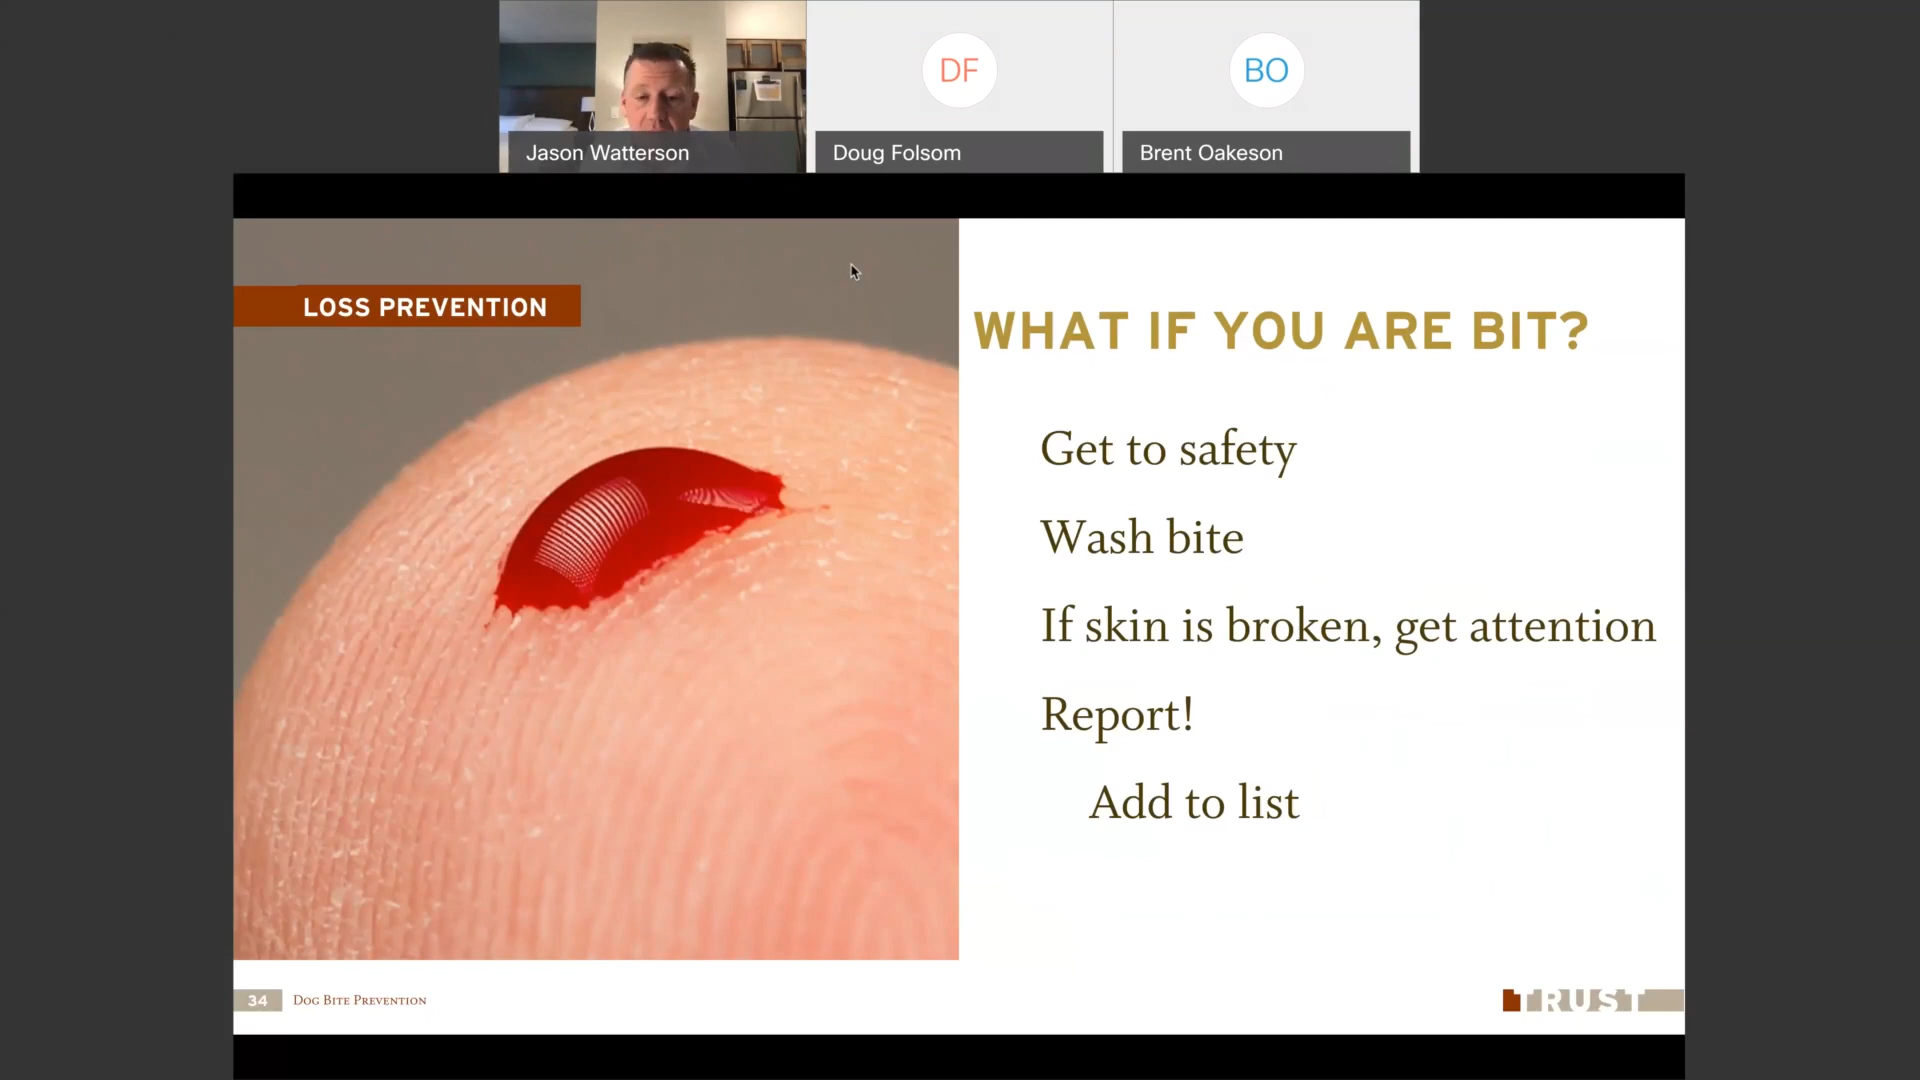 DF
BO
Jason Watterson
Doug Folsom
Brent Oakeson
LOSS PREVENTION
WHAT IF YOU ARE BIT?
Get to safety
Wash bite
If skin is broken, get attention
Report!
Add to list
34
Dog Bite Prevention
TRUST